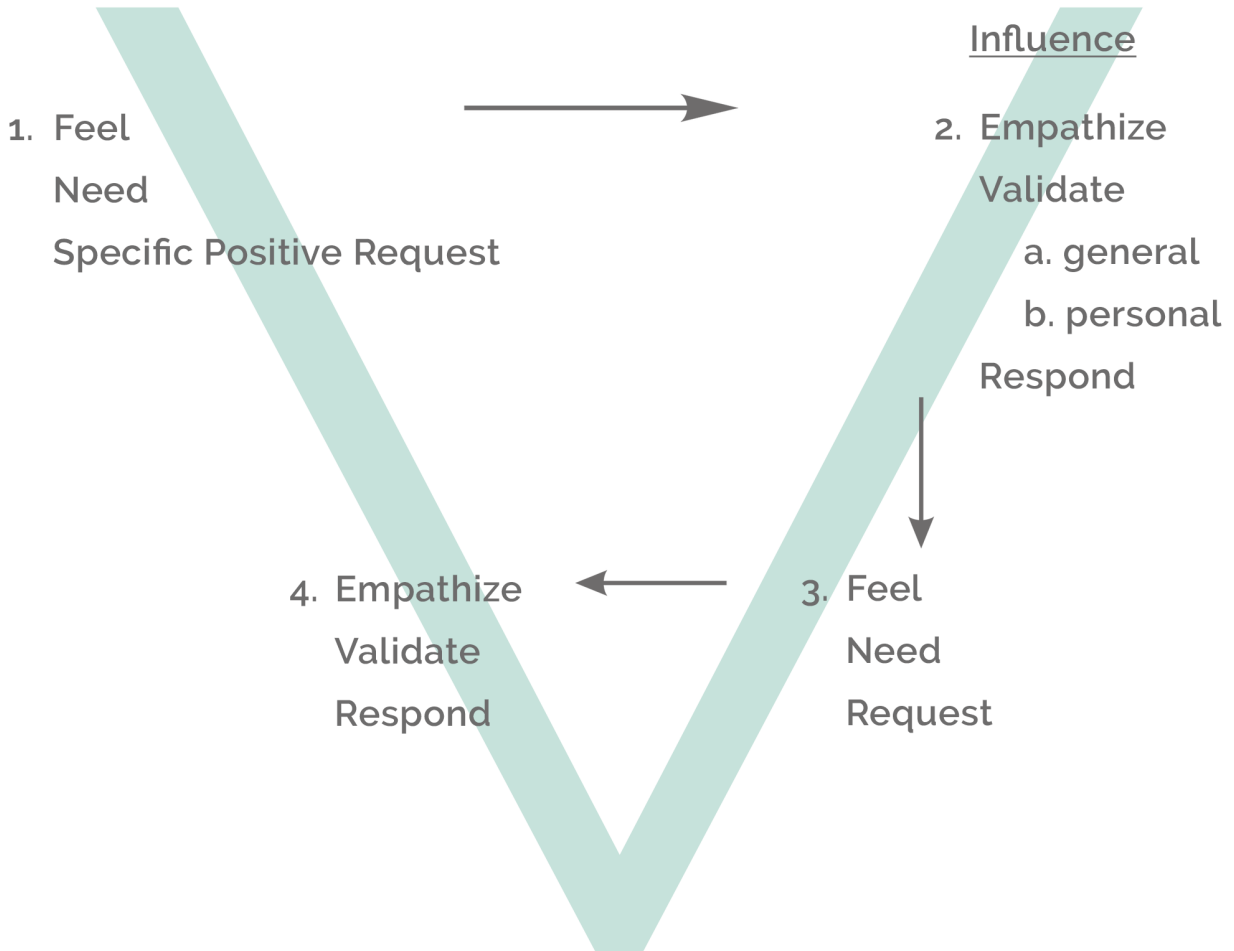 Influence
1. Feel
Need
Specific Positive Request
2. Empathize
Validate
a. general
b. personal
Respond
3. Feel
Need
Request
4. Empathize
Validate
Respond